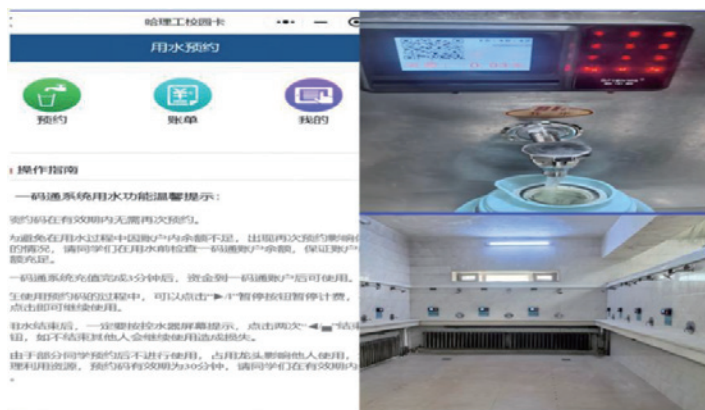 哈理工校园卡
用水预约
预约
账单
我的
操作指南
一码通系统用水功能温馨提示：
预约码在有效期内无需再次预约。
为避免在用水过程中因账户内余额不足，出现再次预约影响
的情况，请同学们在用水前检查一码通账户余额，保证账户
额充足。
一码通系统充值完成3分钟后，资金到一码通账户后可使用。
在使用预约码的过程中，可以点击"▶/Ⅱ"暂停按钮暂停计费，
点击即可继续使用。
用水结束后，一定要按控水器屏幕提示，点击两次"◀ ■"结束
钮，如不结束其他人会继续使用造成损失。
由于部分同学预约后不进行使用，占用龙头影响他人使用，
理利用资源，预约码有效期为30分钟，请同学们在有效期内